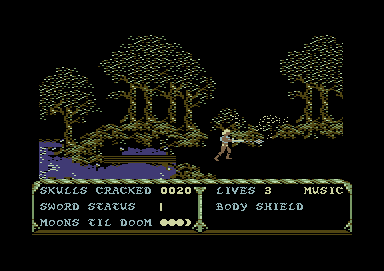 SKULLS CRACKED 0020 LIVES 3 MUSIC
SWORD STATUS BODY SHIELD
MOONS TIL DOOM